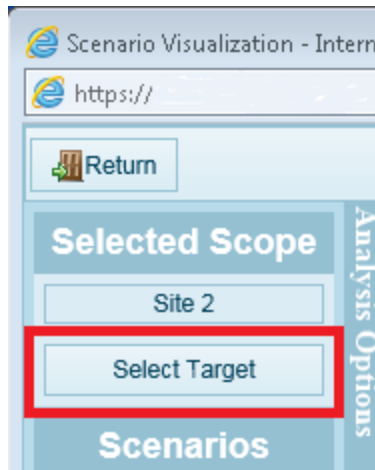 Scenario Visualization - Intern
https://
Return
Selected Scope
Site 2
Select Target
Scenarios
Analysis Options